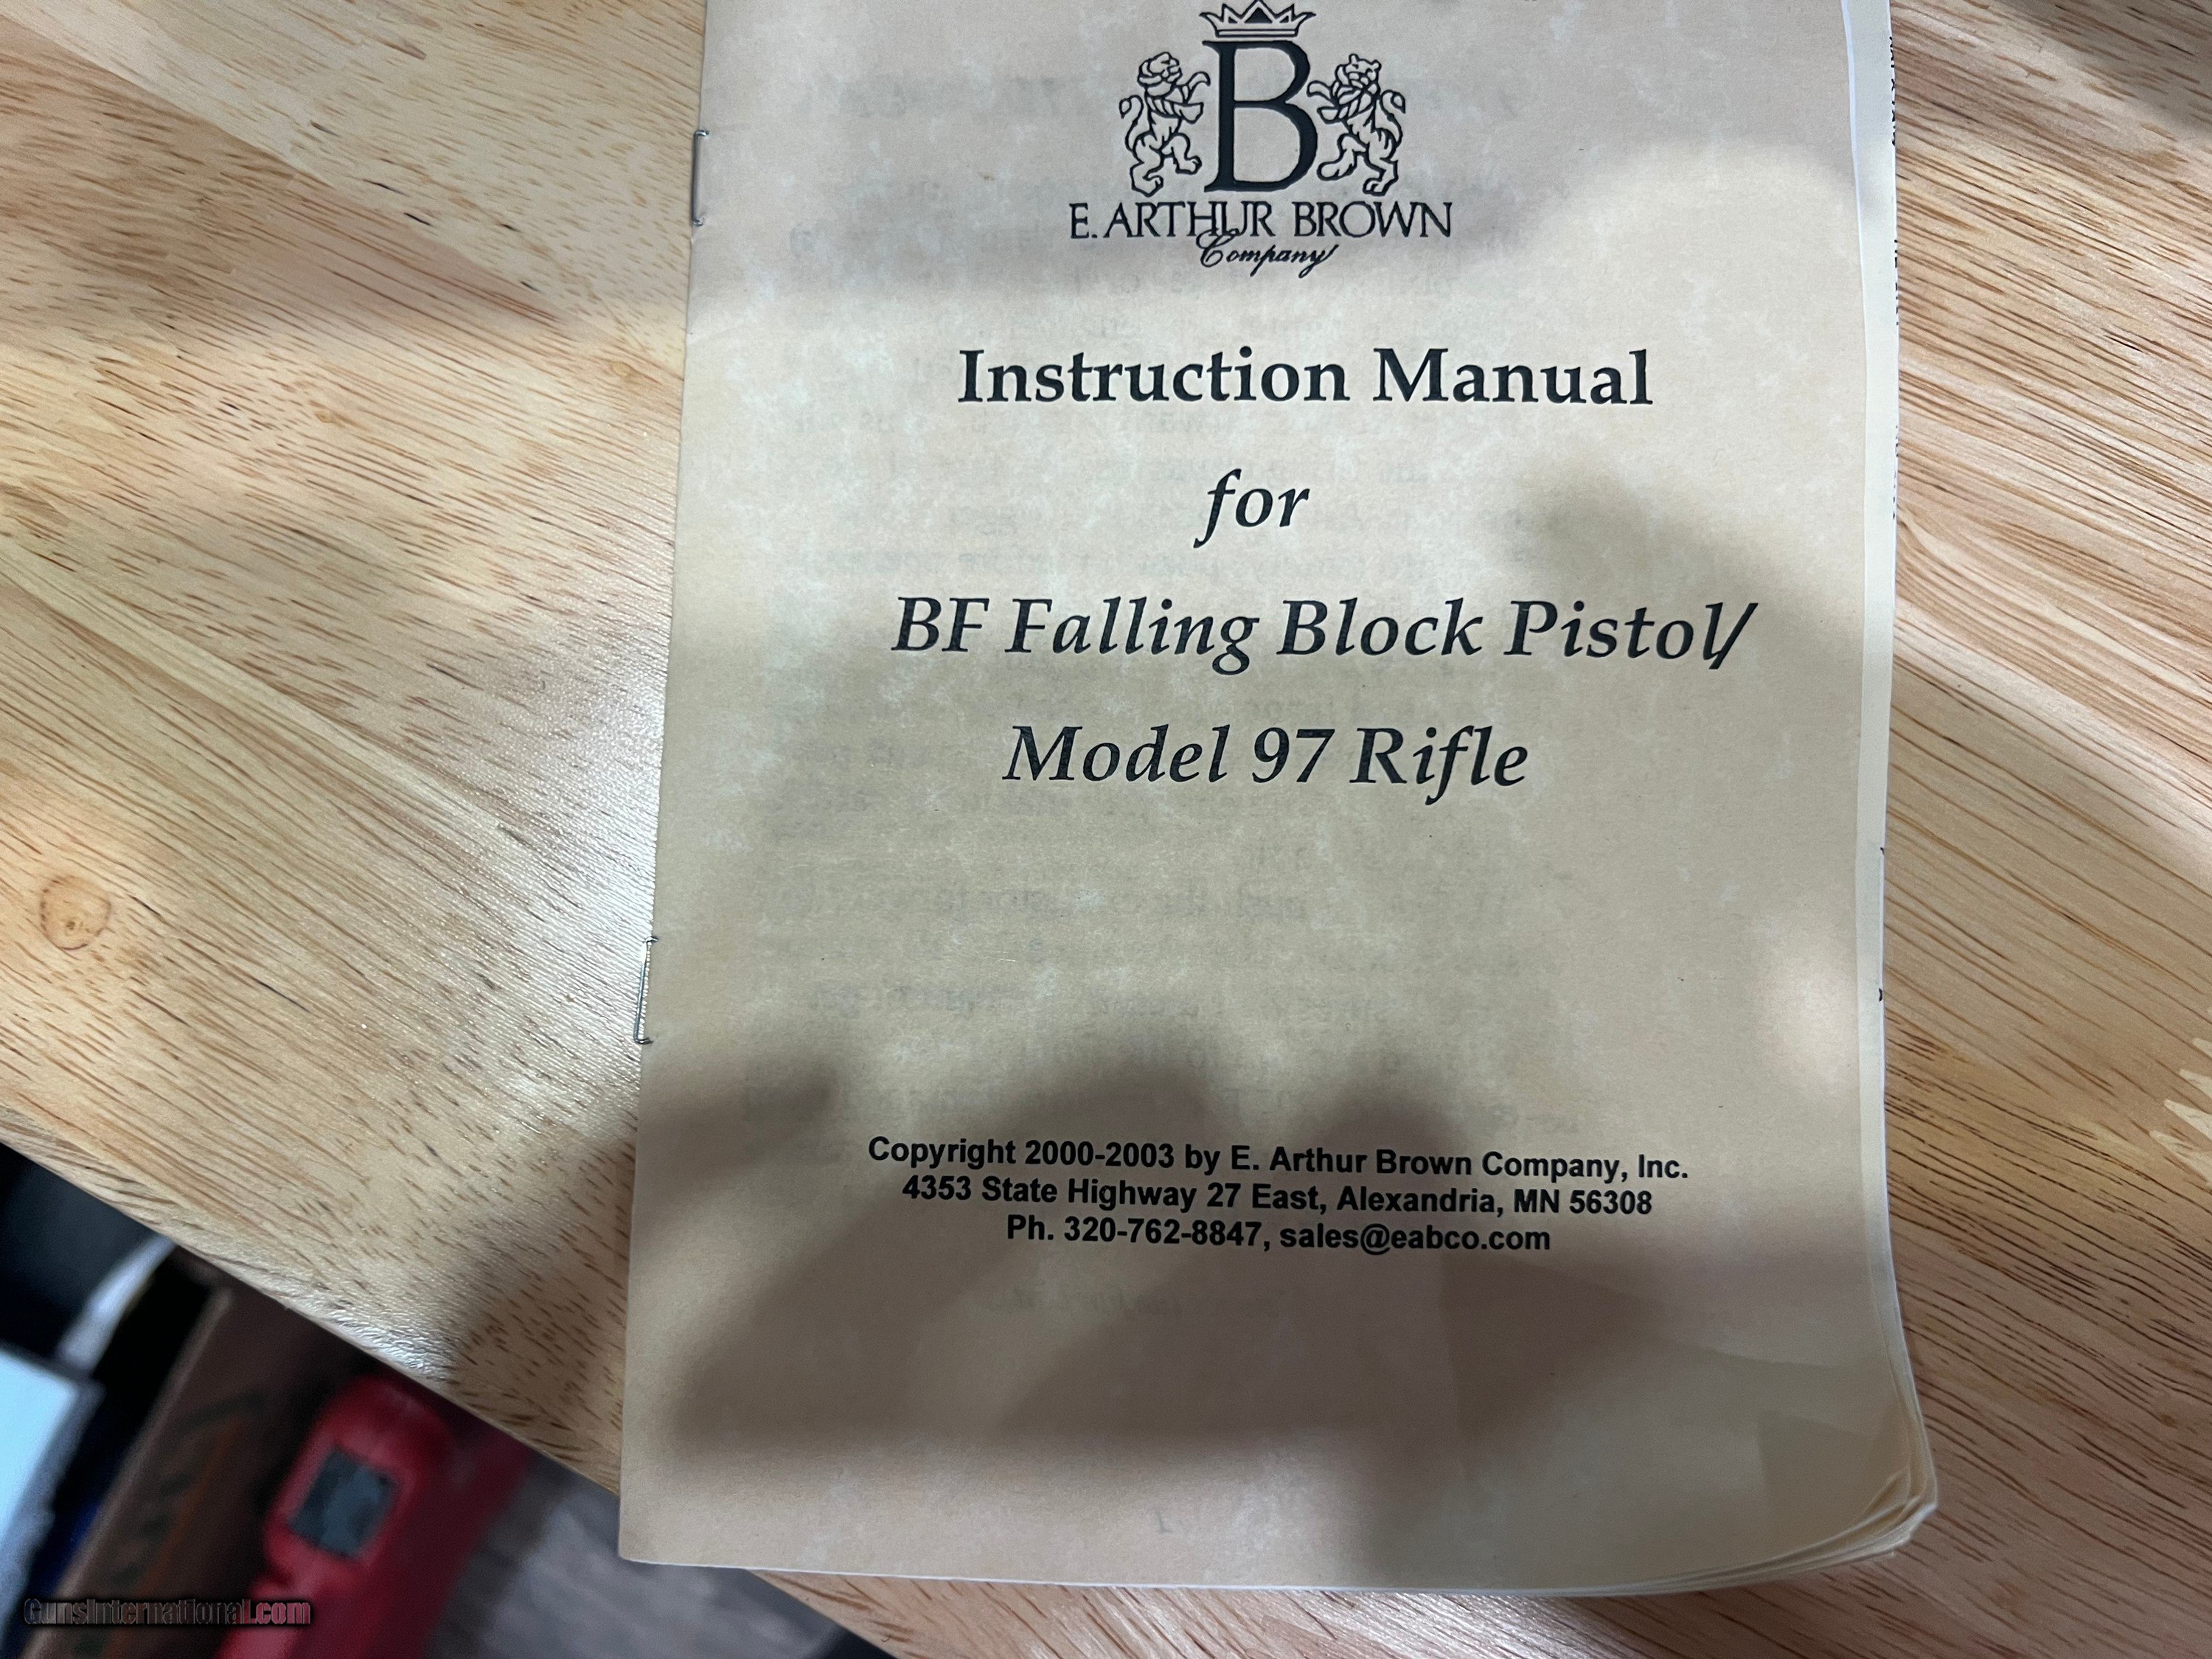 B
E. ARTHUR BROWN
Company
Instruction Manual
for
BF Falling Block Pistol/
Model 97 Rifle
Copyright 2000-2003 by E. Arthur Brown Company, Inc.
4353 State Highway 27 East, Alexandria, MN 56308
Ph. 320-762-8847, sales@eabco.com
GunsInternational.com